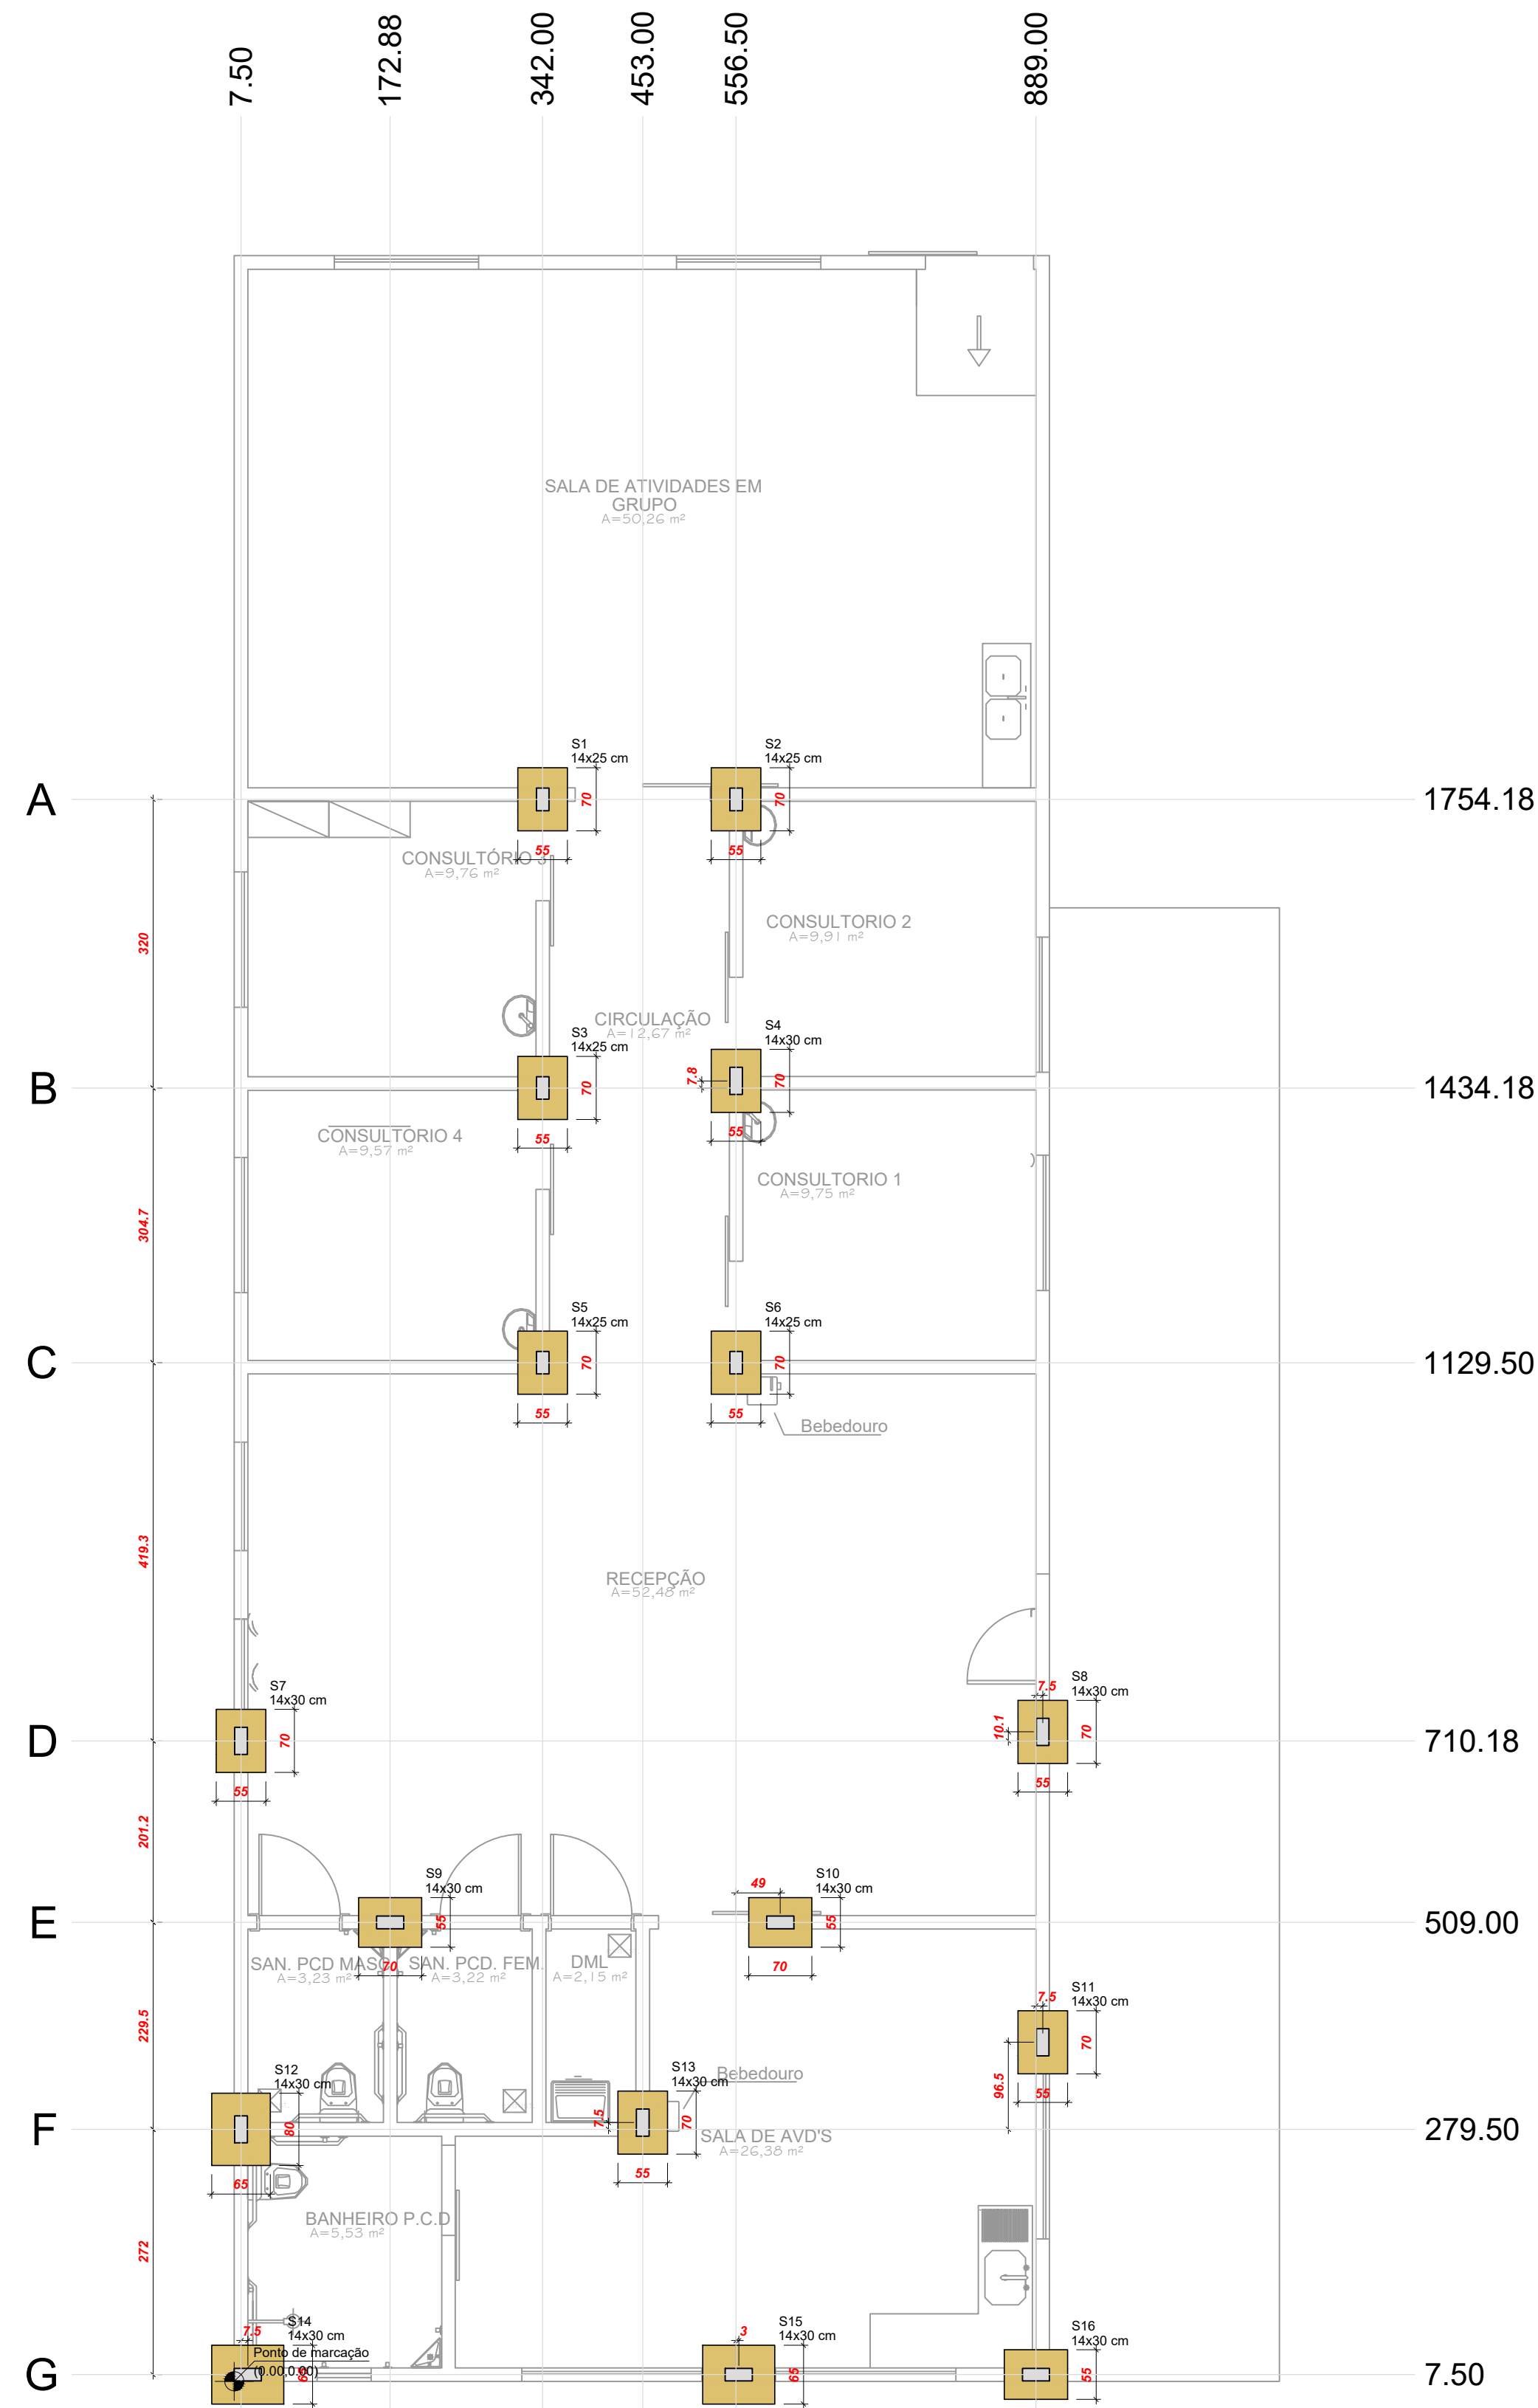 7.50
172.88
342.00
453.00
556.50
889.00
SALA DE ATIVIDADES EM
GRUPO
A=50,26 m²
S1
14x25 cm
70
55
S2
14x25 cm
70
55
A
1754.18
CONSULTÓRIO 3
A=9,76 m²
CONSULTORIO 2
A=9,91 m²
320
CIRCULAÇÃO
A=12,67 m²
S3
14x25 cm
70
55
S4
14x30 cm
7.8
70
55
B
1434.18
CONSULTORIO 4
A=9,57 m²
CONSULTORIO 1
A=9,75 m²
304.7
S5
14x25 cm
70
55
S6
14x25 cm
70
55
C
1129.50
Bebedouro
419.3
RECEPÇÃO
A=52,48 m²
S7
14x30 cm
70
55
S8
14x30 cm
7.5
10.1
70
55
D
710.18
201.2
S9
14x30 cm
55
70
S10
14x30 cm
49
55
70
E
509.00
SAN. PCD MASC
A=3,23 m²
SAN. PCD. FEM.
A=3,22 m²
DML
A=2,15 m²
229.5
S11
14x30 cm
7.5
70
96.5
55
S12
14x30 cm
80
65
S13
14x30 cm
7.5
70
55
Bebedouro
F
279.50
SALA DE AVD'S
A=26,38 m²
BANHEIRO P.C.D
A=5,53 m²
272
S14
14x30 cm
7.5
Ponto de marcação
(0.00,0.00)
65
S15
14x30 cm
3
65
S16
14x30 cm
55
G
7.50